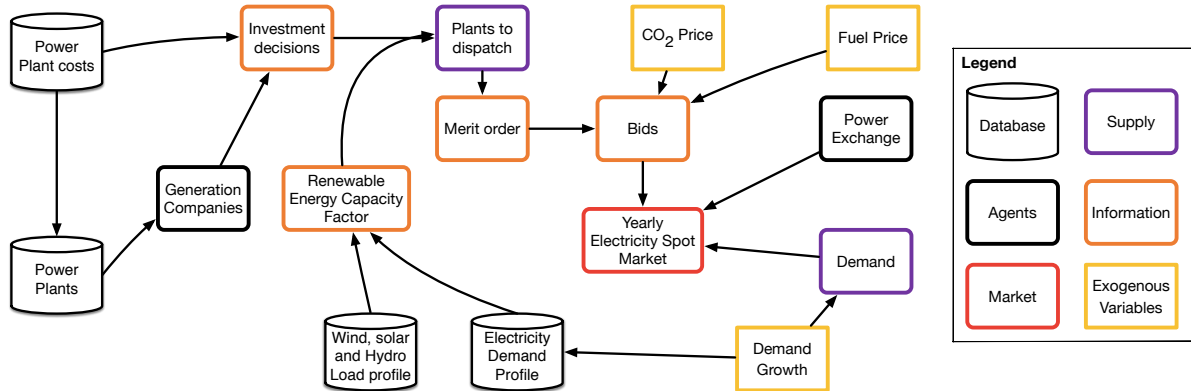 Power
Plant costs
Investment
decisions
Plants to
dispatch
CO2 Price
Fuel Price
Merit order
Bids
Power
Exchange
Generation
Companies
Renewable
Energy Capacity
Factor
Yearly
Electricity Spot
Market
Demand
Power
Plants
Wind, solar
and Hydro
Load profile
Electricity
Demand
Profile
Demand
Growth
Legend
Database
Supply
Agents
Information
Market
Exogenous
Variables